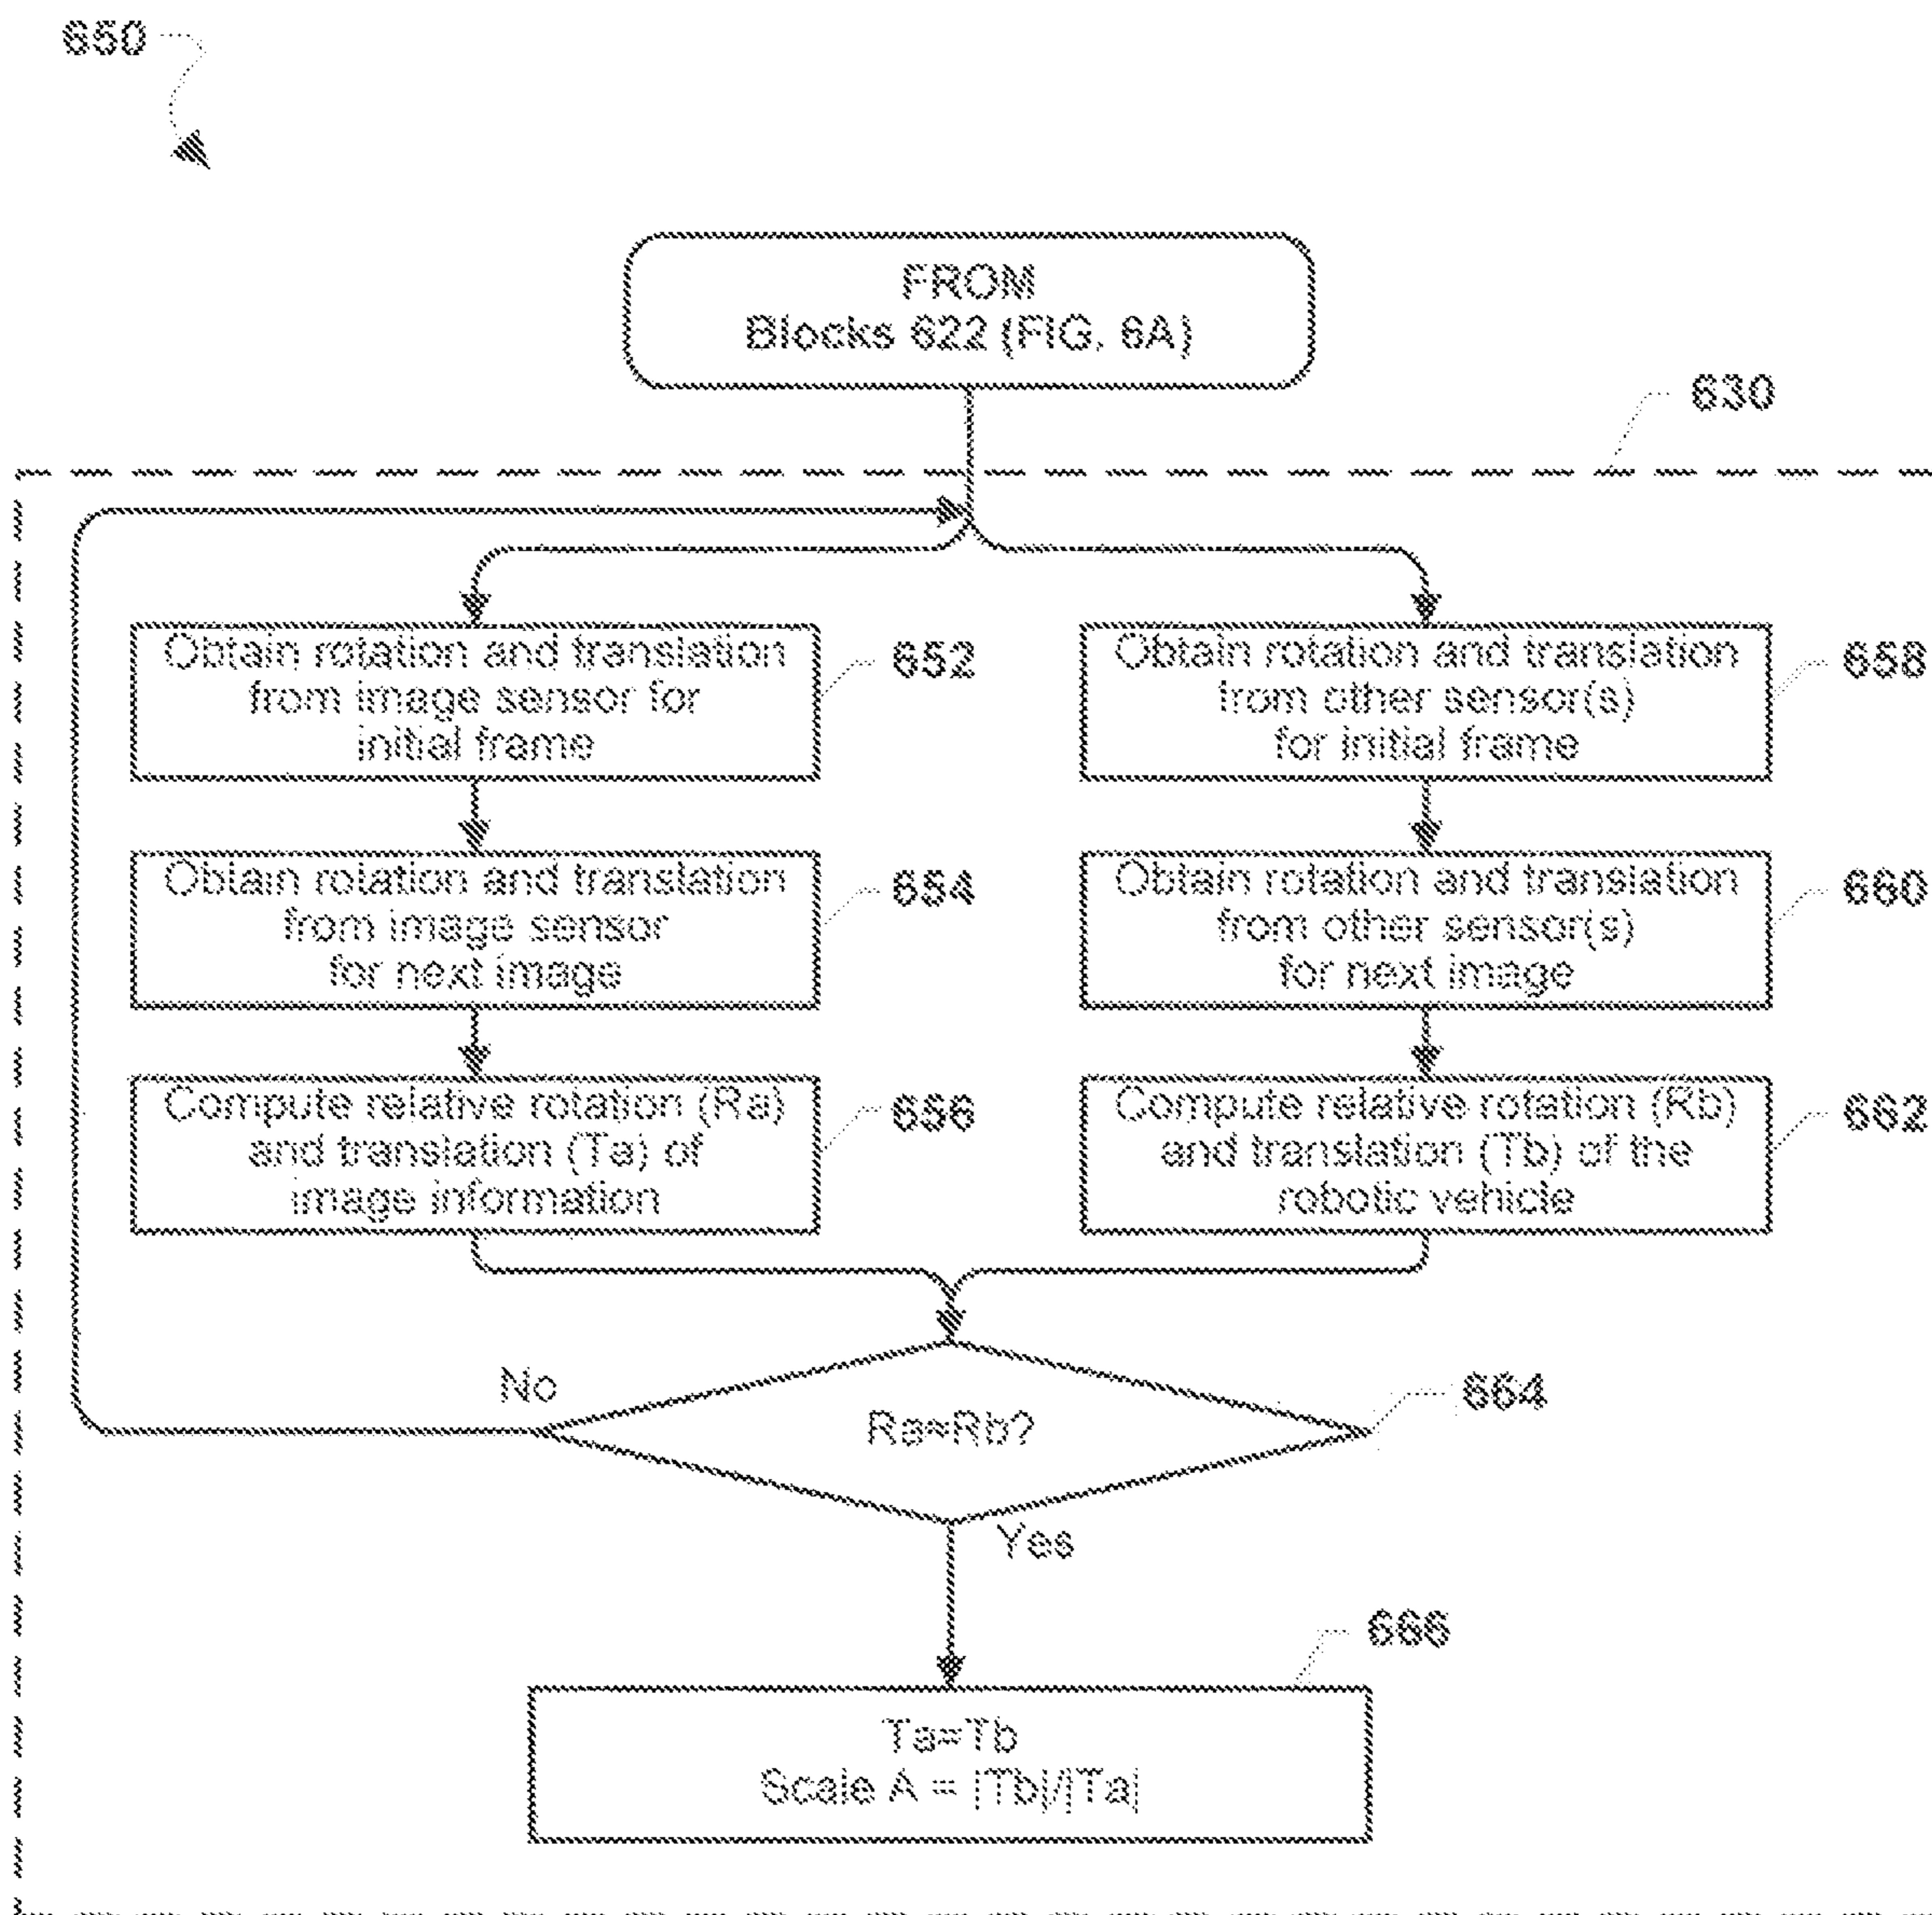 650
FROM
Blocks 622 (FIG. 6A)
630
Obtain rotation and translation
from image sensor for
initial frame
652
Obtain rotation and translation
from other sensor(s)
for initial frame
658
Obtain rotation and translation
from image sensor
for next image
654
Obtain rotation and translation
from other sensor(s)
for next image
660
Compute relative rotation (Ra)
and translation (Ta) of
image information
656
Compute relative rotation (Rb)
and translation (Tb) of the
robotic vehicle
662
No
Ra≈Rb?
664
Yes
666
Ta=Tb
Scale A = |Tb|/|Ta|